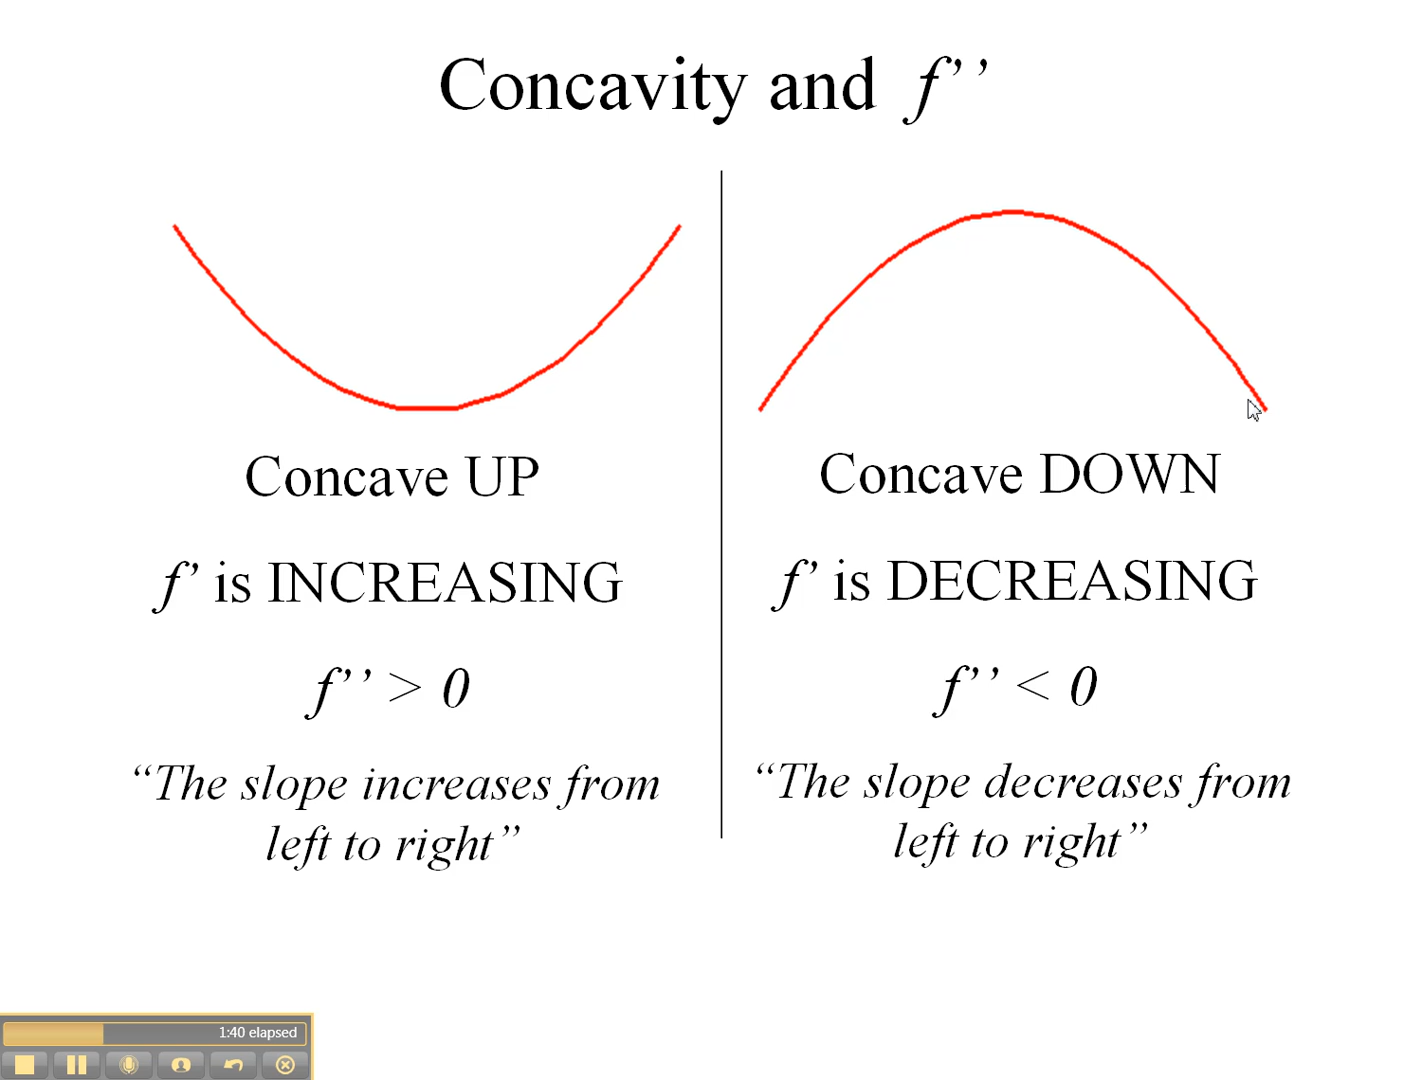 Concavity and f’’
Concave UP
f’ is INCREASING
f’’ > 0
“The slope increases from
left to right”
Concave DOWN
f’ is DECREASING
f’’ < 0
“The slope decreases from
left to right”
1:40 elapsed